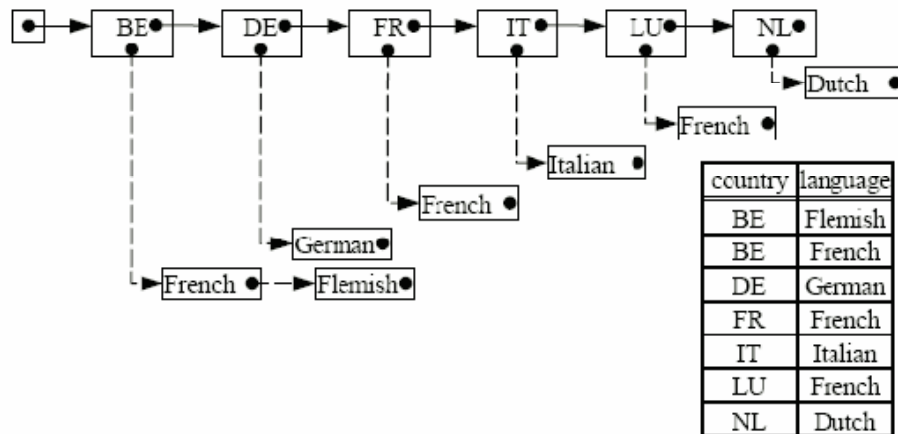 BE DE FR IT LU NL
Dutch
French
Italian
French
German
French Flemish
country language
BE Flemish
BE French
DE German
FR French
IT Italian
LU French
NL Dutch